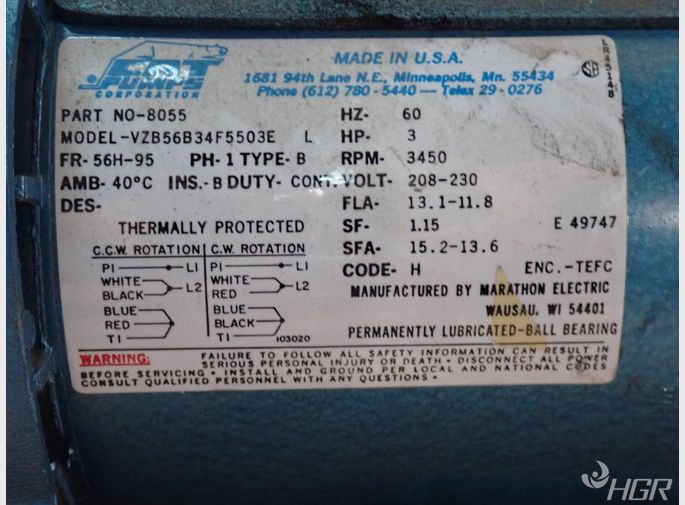 PUMPS
CORPORATION
MADE IN U.S.A.
1681 94th Lane N.E., Minneapolis, Mn. 55434
Phone (612) 780-5440 — Telex 29-0276
LR45148
PART NO-8055 HZ- 60
MODEL-VZB56B34F5503E L HP- 3
FR-56H-95 PH-1 TYPE-B RPM- 3450
AMB-40°C INS.-B DUTY- CONT. VOLT- 208-230
DES- FLA- 13.1-11.8
THERMALLY PROTECTED SF- 1.15 E 49747
SFA- 15.2-13.6
CODE- H ENC.-TEFC
C.C.W. ROTATION
P1 L1
WHITE
BLACK L2
BLUE
RED
T1
C.W. ROTATION
P1 L1
WHITE
RED L2
BLUE
BLACK
T1
103020
MANUFACTURED BY MARATHON ELECTRIC
WAUSAU, WI 54401
PERMANENTLY LUBRICATED-BALL BEARING
WARNING: FAILURE TO FOLLOW ALL SAFETY INFORMATION CAN RESULT IN
SERIOUS PERSONAL INJURY OR DEATH • DISCONNECT ALL POWER
BEFORE SERVICING • INSTALL AND GROUND PER LOCAL AND NATIONAL CODES
CONSULT QUALIFIED PERSONNEL WITH ANY QUESTIONS •
HGR